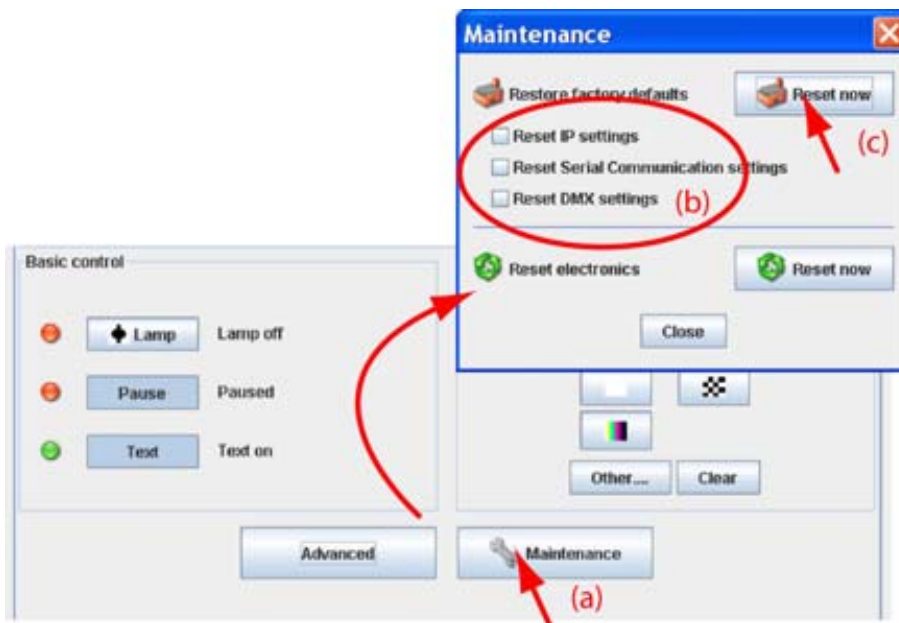 Maintenance
Restore factory defaults
Reset now
(c)
Reset IP settings
Reset Serial Communication settings
Reset DMX settings
(b)
Reset electronics
Reset now
Close
Basic control
Lamp
Lamp off
Pause
Paused
Text
Text on
Other....
Clear
Advanced
Maintenance
(a)